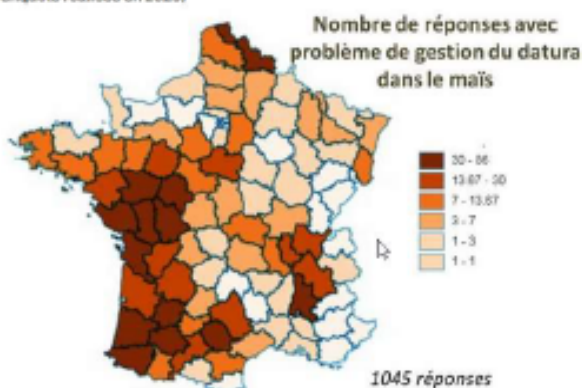 Nombre de réponses avec
problème de gestion du datura
dans le maïs
30 - 86
13.67 - 30
7 - 13.67
3 - 7
1 - 3
1 - 1
1045 réponses